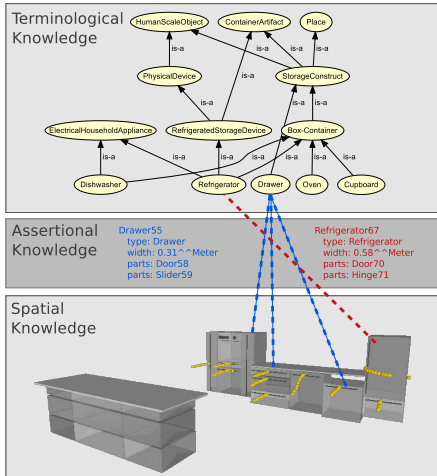 Terminological
Knowledge
HumanScaleObject
ContainerArtifact
Place
is-a
is-a
is-a
is-a
is-a
PhysicalDevice
StorageConstruct
is-a
is-a
is-a
ElectricalHouseholdAppliance
RefrigeratedStorageDevice
Box-Container
is-a
is-a
is-a
is-a
is-a
is-a
is-a
Dishwasher
Refrigerator
Drawer
Oven
Cupboard
Assertional
Knowledge
Drawer55
type: Drawer
width: 0.31^^Meter
parts: Door58
parts: Slider59
Refrigerator67
type: Refrigerator
width: 0.58^^Meter
parts: Door70
parts: Hinge71
Spatial
Knowledge